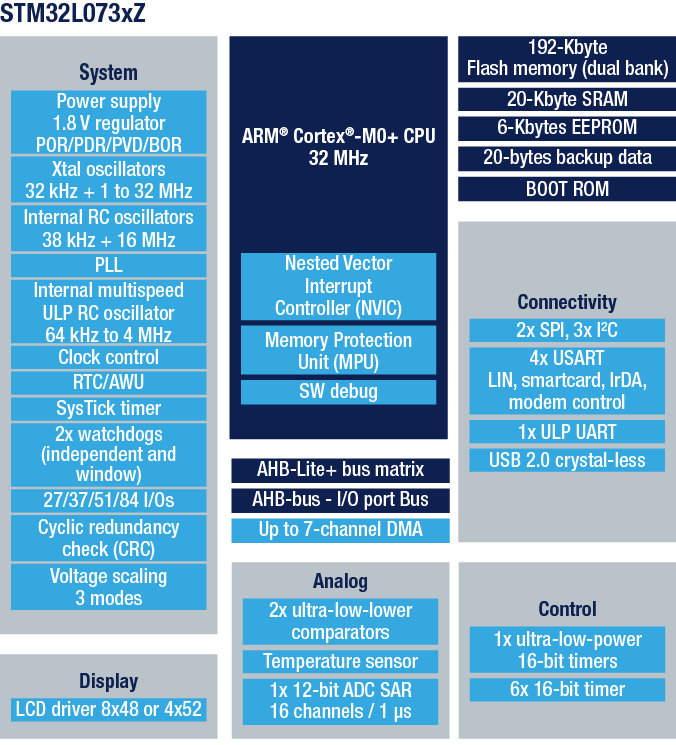 STM32L073xZ
System
Power supply
1.8 V regulator
POR/PDR/PVD/BOR
Xtal oscillators
32 kHz + 1 to 32 MHz
Internal RC oscillators
38 kHz + 16 MHz
PLL
Internal multispeed
ULP RC oscillator
64 kHz to 4 MHz
Clock control
RTC/AWU
SysTick timer
2x watchdogs
(independent and
window)
27/37/51/84 I/Os
Cyclic redundancy
check (CRC)
Voltage scaling
3 modes
Display
LCD driver 8x48 or 4x52
ARM® Cortex®-M0+ CPU
32 MHz
Nested Vector
Interrupt
Controller (NVIC)
Memory Protection
Unit (MPU)
SW debug
AHB-Lite+ bus matrix
AHB-bus - I/O port Bus
Up to 7-channel DMA
Analog
2x ultra-low-lower
comparators
Temperature sensor
1x 12-bit ADC SAR
16 channels / 1 µs
192-Kbyte
Flash memory (dual bank)
20-Kbyte SRAM
6-Kbytes EEPROM
20-bytes backup data
BOOT ROM
Connectivity
2x SPI, 3x I²C
4x USART
LIN, smartcard, IrDA,
modem control
1x ULP UART
USB 2.0 crystal-less
Control
1x ultra-low-power
16-bit timers
6x 16-bit timer